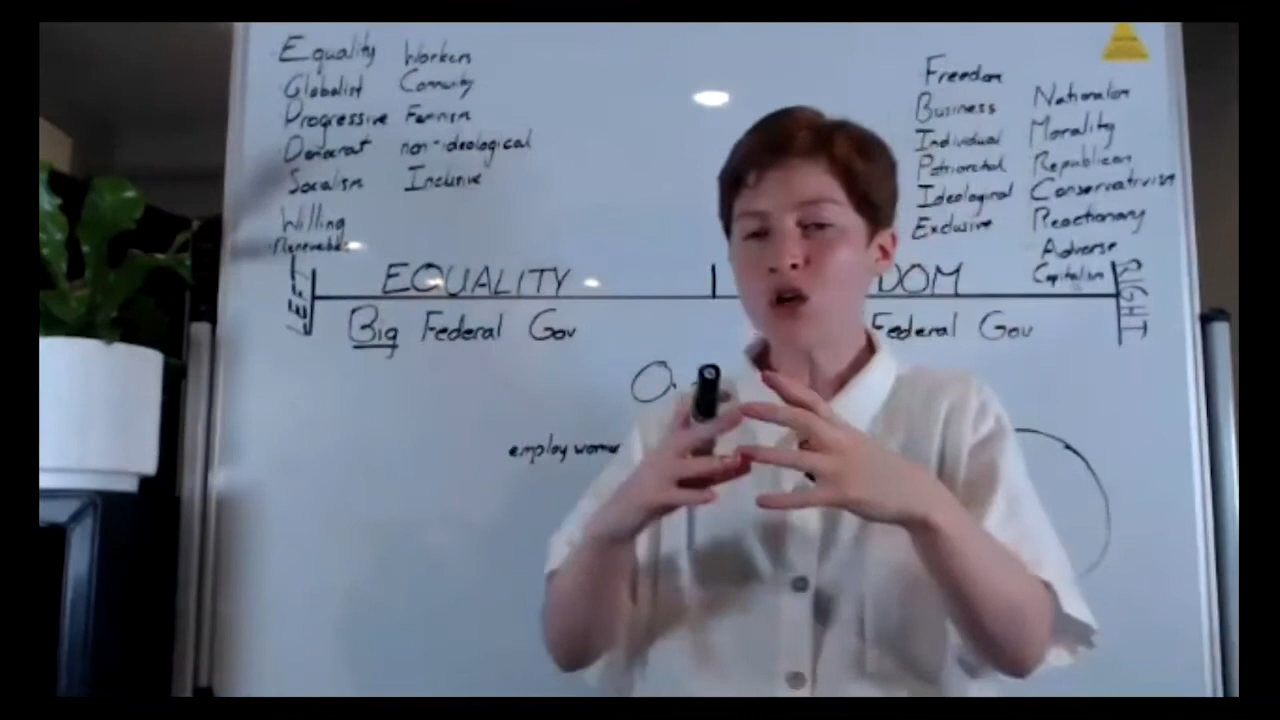 Equality Workers
Globalist Community
Progressive Feminism
Democrat non-ideological
Socialism Inclusive
Willing
Freedom
Business Nationalism
Individual Morality
Patriarchal Republican
Ideological Conservativism
Exclusive Reactionary
Adverse
Capitalism
LEFT EQUALITY DOM RIGHT
Big Federal Gov Federal Gov
employ women